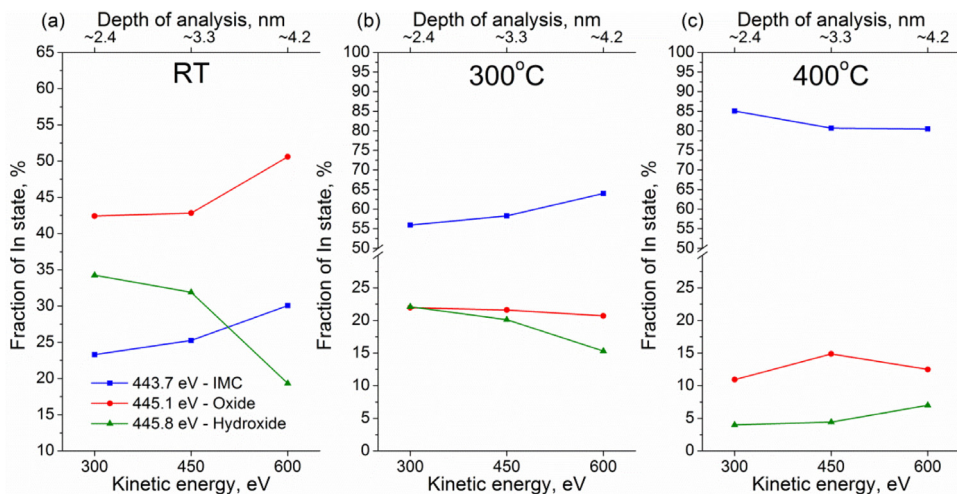 (a) Depth of analysis, nm
~2.4 ~3.3 ~4.2
RT
Fraction of In state, %
65
60
55
50
45
40
35
30
25
20
15
10
443.7 eV - IMC
445.1 eV - Oxide
445.8 eV - Hydroxide
300 450 600
Kinetic energy, eV
(b) Depth of analysis, nm
~2.4 ~3.3 ~4.2
300°C
Fraction of In state, %
100
95
90
85
80
75
70
65
60
55
50
25
20
15
10
5
0
300 450 600
Kinetic energy, eV
(c) Depth of analysis, nm
~2.4 ~3.3 ~4.2
400°C
Fraction of In state, %
100
95
90
85
80
75
70
65
60
55
50
25
20
15
10
5
0
300 450 600
Kinetic energy, eV